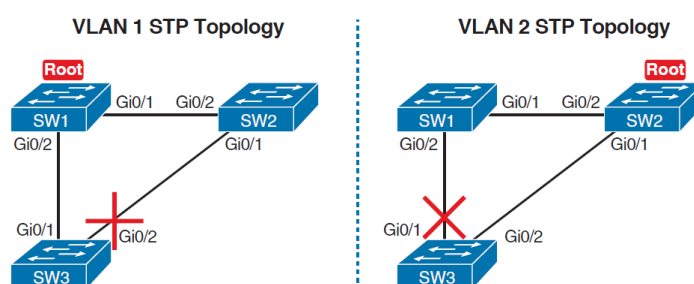 VLAN 1 STP Topology
Root
Gi0/1
Gi0/2
SW1
SW2
Gi0/2
Gi0/1
Gi0/1
Gi0/2
SW3
VLAN 2 STP Topology
Root
Gi0/1
Gi0/2
SW1
SW2
Gi0/2
Gi0/1
Gi0/1
Gi0/2
SW3